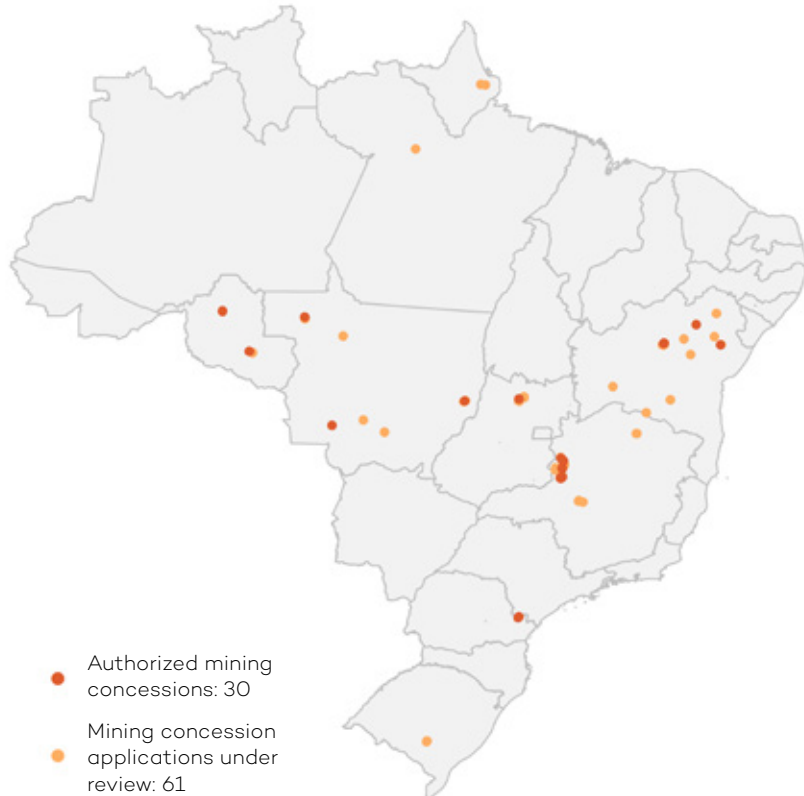 Authorized mining
concessions: 30
Mining concession
applications under
review: 61